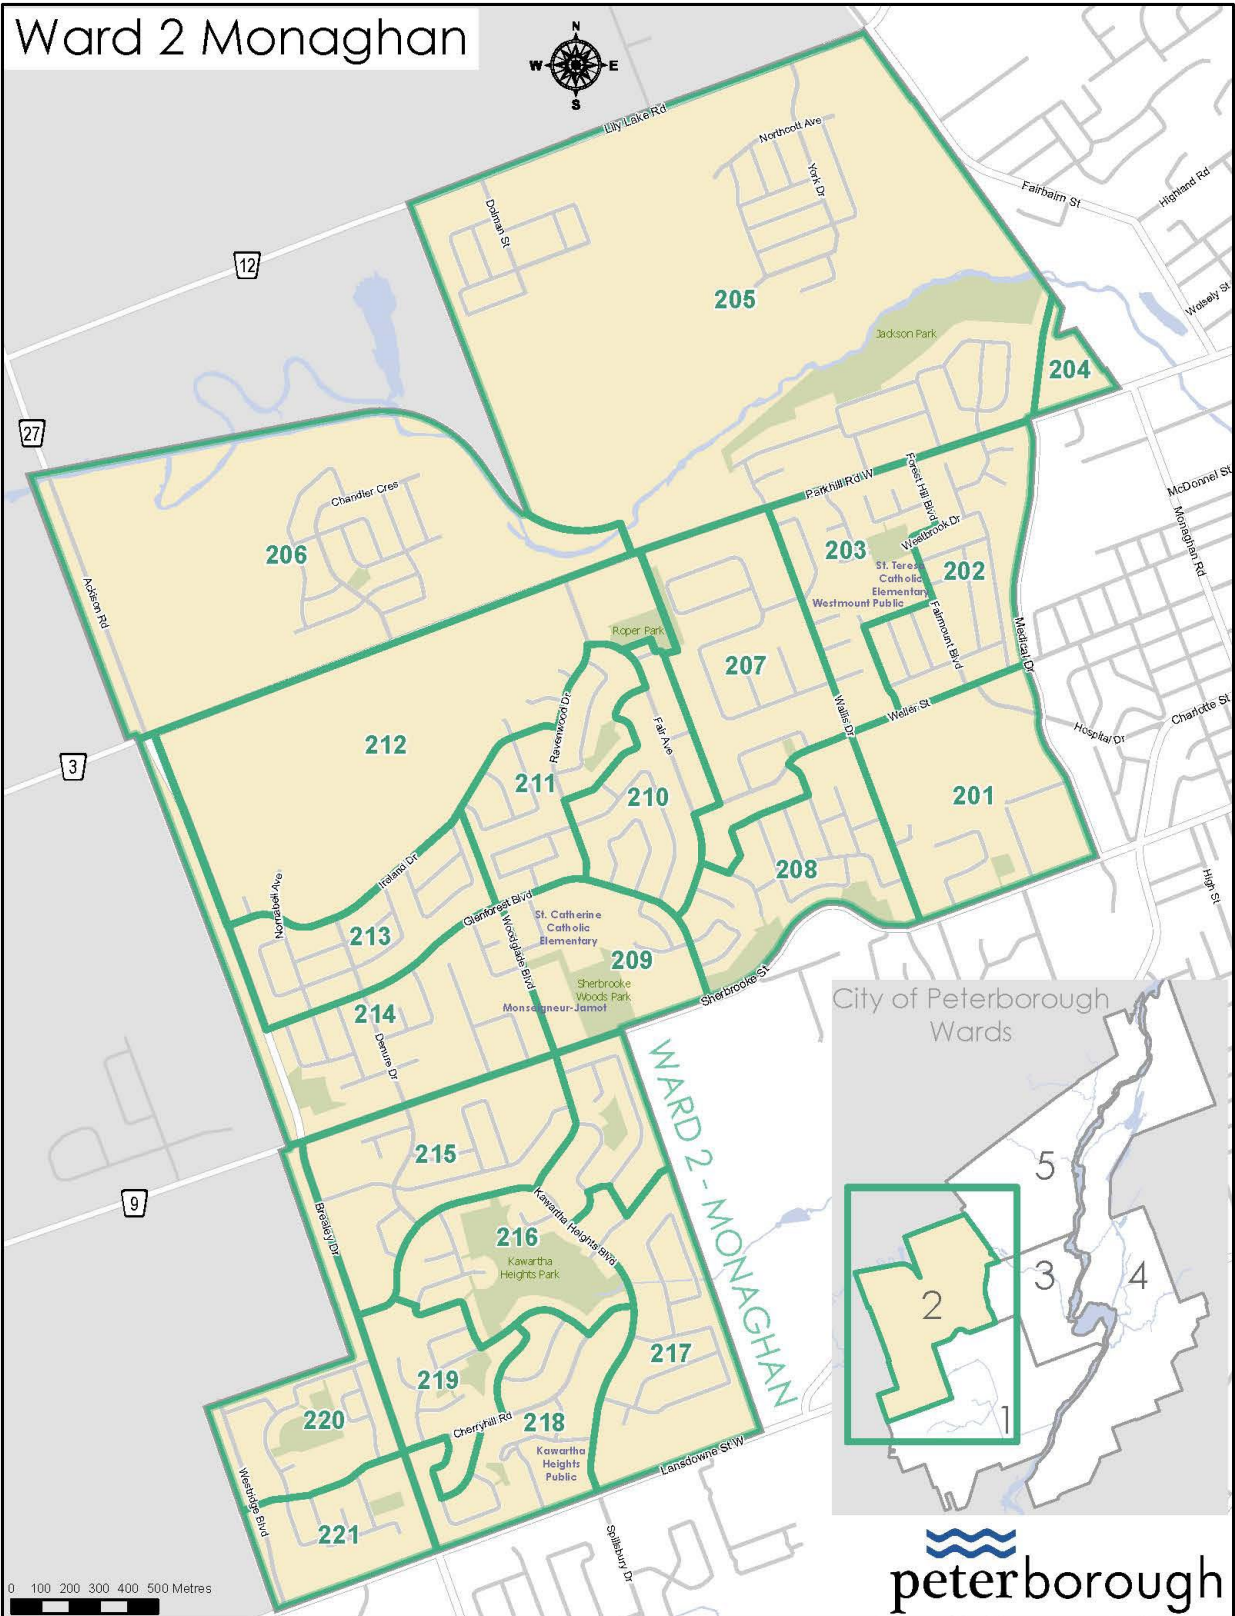 Ward 2 Monaghan
N
W
E
S
Lily Lake Rd
Northcott Ave
York Dr
Dolman St
Fairbairn St
Highland Rd
12
205
Wolsely St
Jackson Park
204
27
Chandler Cres
206
Parkhill Rd W
Forest Hill Blvd
McDonnel St
Monaghan Rd
Westbrook Dr
203
202
St. Teresa
Catholic
Elementary
Westmount Public
Ackison Rd
Roper Park
Fairmount Blvd
Medical Dr
207
Wallis Dr
Weller St
Charlotte St
Hospital Dr
212
Ravenwood Dr
Fair Ave
3
211
210
201
208
High St
Ireland Dr
Nornabell Ave
Glenforest Blvd
213
St. Catherine
Catholic
Elementary
Woodglade Blvd
209
Sherbrooke
Woods Park
Sherbrooke St
Monseigneur-Jamot
214
Denure Dr
City of Peterborough
Wards
WARD 2 - MONAGHAN
215
5
9
Brealey Dr
Kawartha Heights Blvd
216
Kawartha
Heights Park
3
4
2
217
219
1
220
Cherryhill Rd
218
Kawartha
Heights
Public
Lansdowne St W
Westridge Blvd
221
Spillsbury Dr
0 100 200 300 400 500 Metres
peterborough